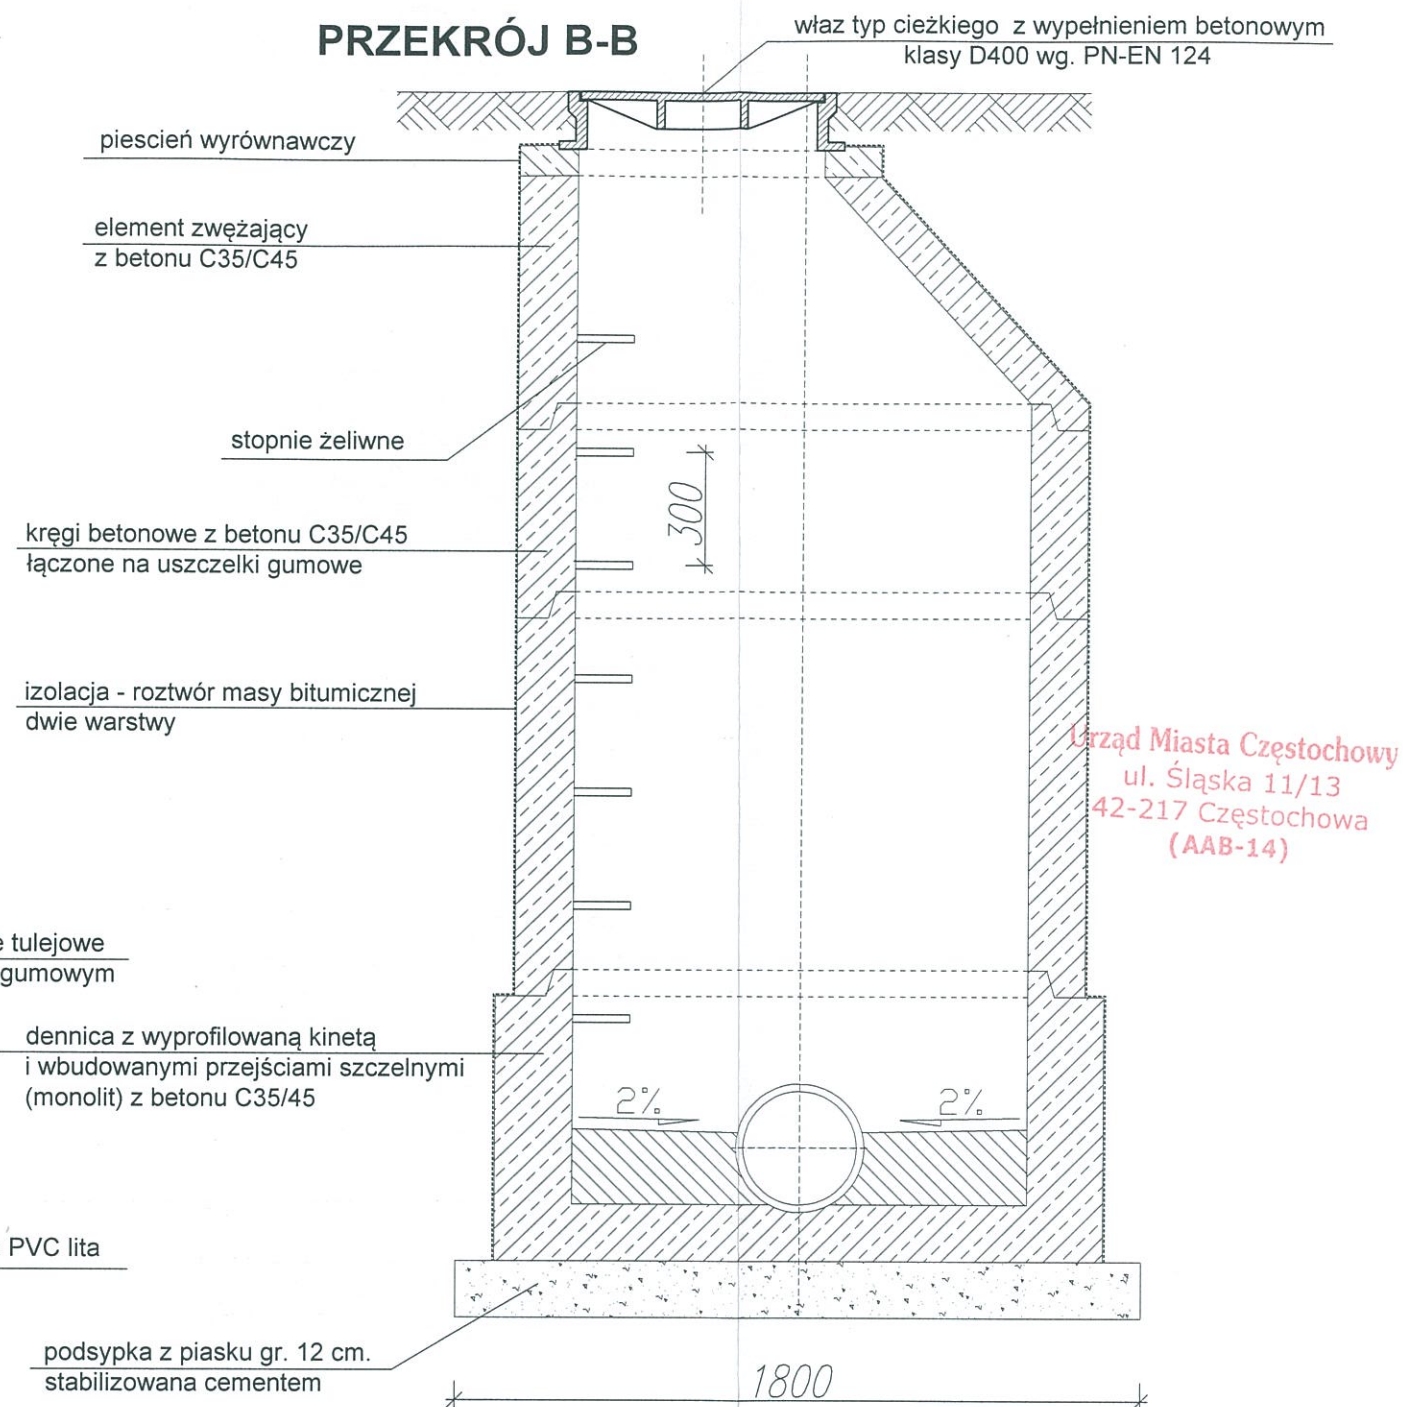 PRZEKRÓJ B-B
właz typ cieżkiego z wypełnieniem betonowym
klasy D400 wg. PN-EN 124
piescień wyrównawczy
element zwężający
z betonu C35/C45
stopnie żeliwne
300
kręgi betonowe z betonu C35/C45
łączone na uszczelki gumowe
izolacja - roztwór masy bitumicznej
dwie warstwy
Urząd Miasta Częstochowy
ul. Śląska 11/13
42-217 Częstochowa
(AAB-14)
e tulejowe
gumowym
dennica z wyprofilowaną kinetą
i wbudowanymi przejściami szczelnymi
(monolit) z betonu C35/45
2%
2%
PVC lita
podsypka z piasku gr. 12 cm.
stabilizowana cementem
1800